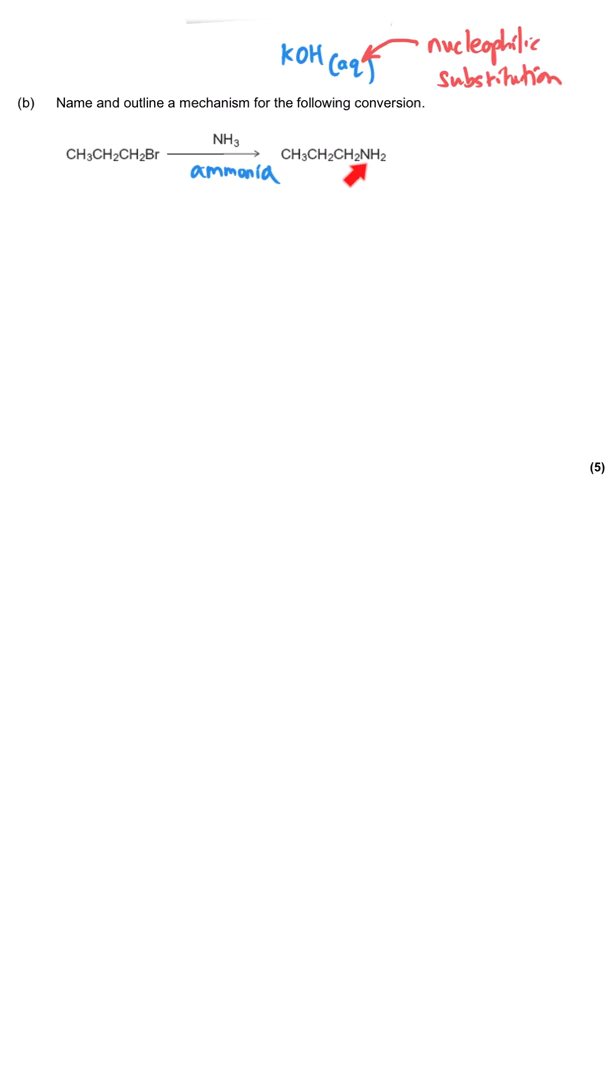 KOH (aq) nucleophilic
substitution
(b) Name and outline a mechanism for the following conversion.
NH₃
CH₃CH₂CH₂Br CH₃CH₂CH₂NH₂
ammonia
(5)